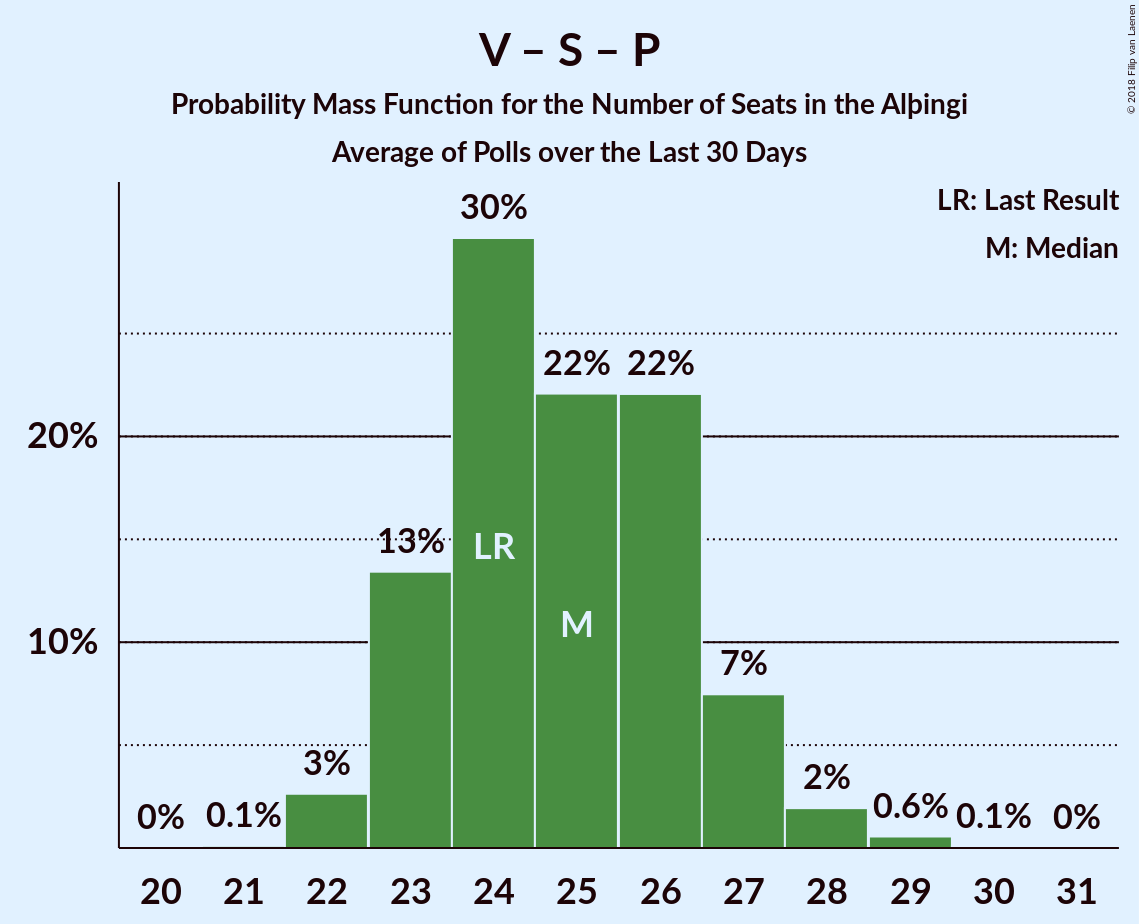 V – S – P
Probability Mass Function for the Number of Seats in the Alþingi
Average of Polls over the Last 30 Days
© 2018 Filip van Laenen
LR: Last Result
M: Median
30%
22% 22%
20%
13% LR
M
10%
7%
3%
2%
0% 0.1% 0.6% 0.1% 0%
20 21 22 23 24 25 26 27 28 29 30 31